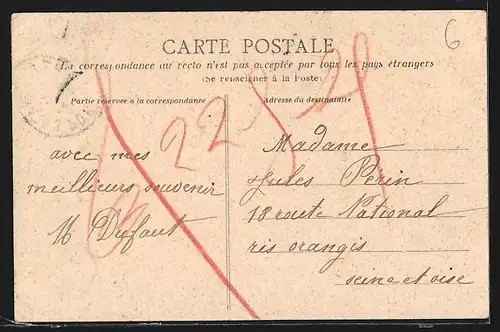 6
CARTE POSTALE
La correspondance au recto n'est pas acceptée par tous les pays étrangers
(Se renseigner à la Poste)
Partie réservée à la correspondance
Adresse du destinataire
avec mes
meilleurs souvenir
M Dufaut
Madame
Jules Perin
18 route National
ris orangis
seine et oise